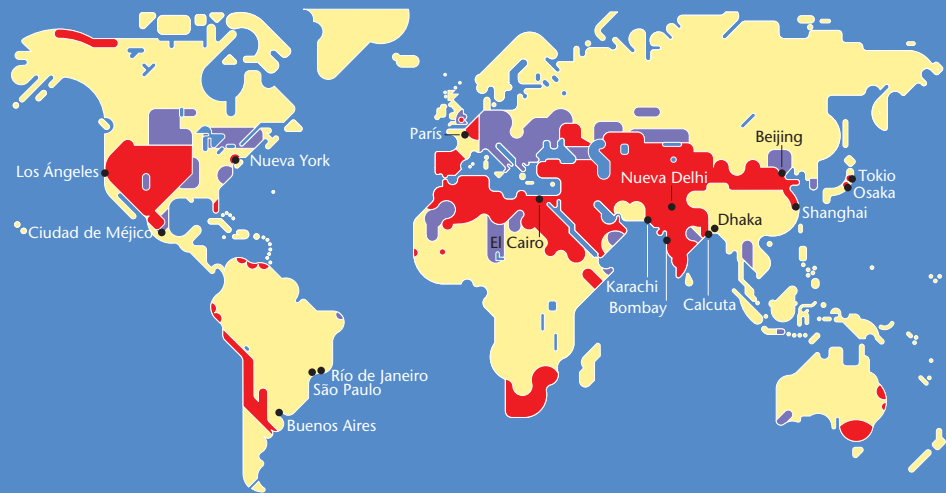 París
Beijing
Nueva York
Los Ángeles
Nueva Delhi
Tokio
Osaka
Shanghai
Dhaka
Ciudad de Méjico
El Cairo
Karachi
Bombay
Calcuta
Río de Janeiro
São Paulo
Buenos Aires